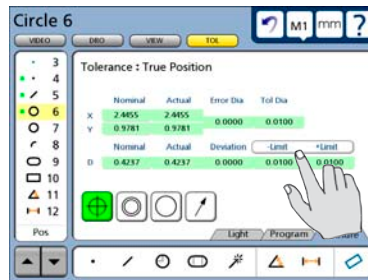 Circle 6
M1 mm ?
VIDEO DRO VIEW TOL
Tolerance : True Position
3
4
5
6
7
8
9
10
11
12
Pos
Nominal Actual Error Dia Tol Dia
X 2.4455 2.4455 0.0000 0.0100
Y 0.9781 0.9781
Nominal Actual Deviation -Limit +Limit
D 0.4237 0.4237 0.0000 0.0100 0.0100
Light Program